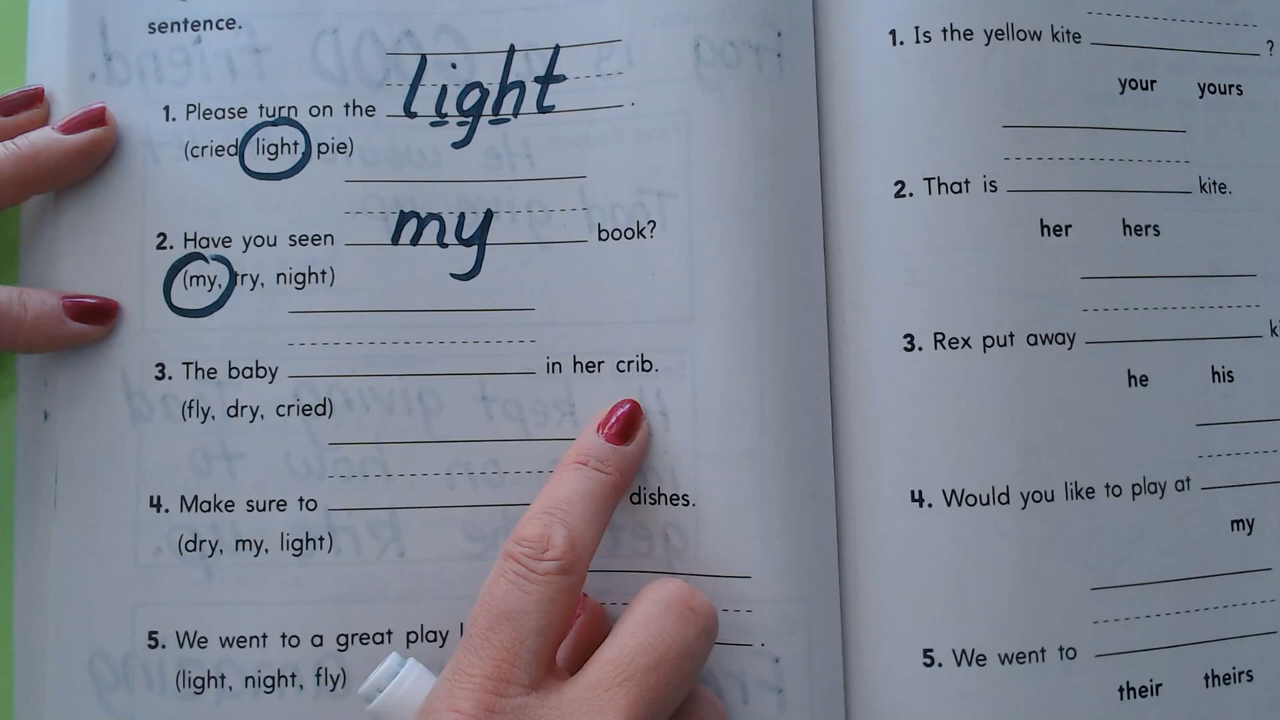 sentence.
1. Please turn on the light.
(cried, light, pie)
2. Have you seen my book?
(my, try, night)
3. The baby in her crib.
(fly, dry, cried)
4. Make sure to dishes.
(dry, my, light)
5. We went to a great play
(light, night, fly)
1. Is the yellow kite ?
your yours
2. That is kite.
her hers
3. Rex put away
he his
4. Would you like to play at
my
5. We went to
their theirs